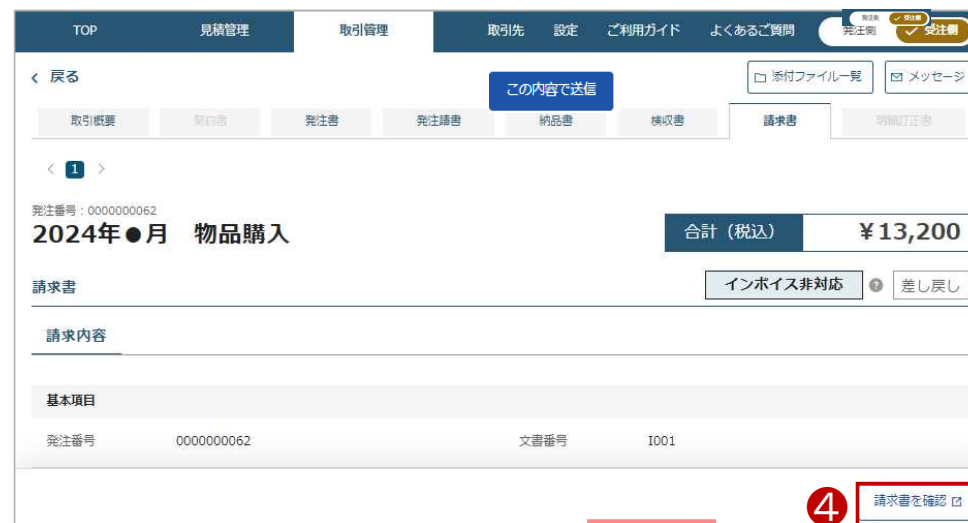 TOP 見積管理 取引管理 取引先 設定 ご利用ガイド よくあるご質問 発注側 受注側
発注側 受注側
戻る この内容で送信 添付ファイル一覧 メッセージ
取引概要 契約書 発注書 発注請書 納品書 検収書 請求書 明細訂正書
< 1 >
発注番号：0000000062
2024年●月 物品購入 合計（税込） ¥13,200
請求書 インボイス非対応 ? 差し戻し
請求内容
基本項目
発注番号 0000000062 文書番号 I001
4 請求書を確認